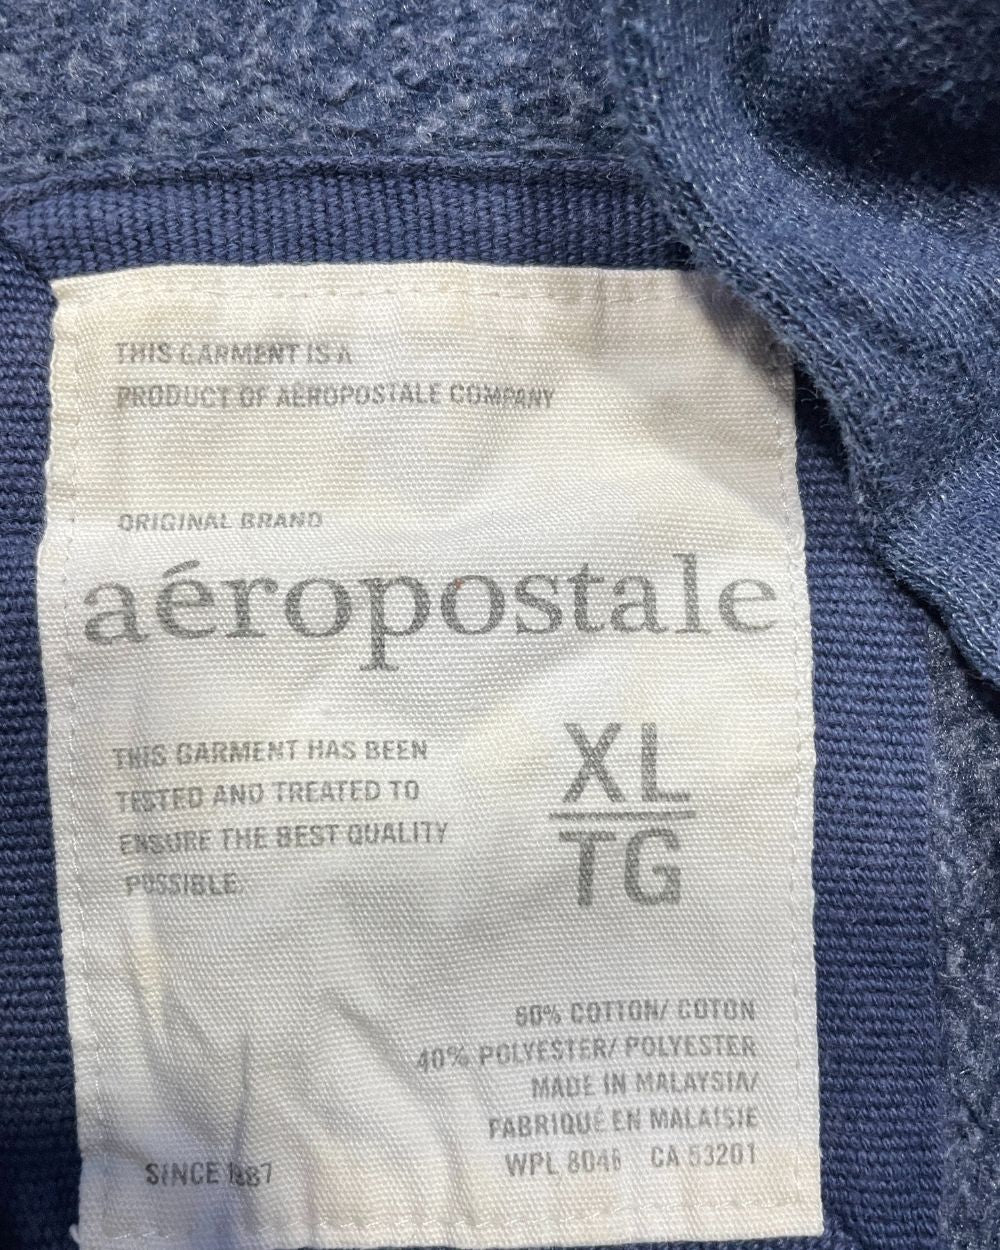 THIS GARMENT IS A
PRODUCT OF AÉROPOSTALE COMPANY
ORIGINAL BRAND
aéropostale
THIS GARMENT HAS BEEN
TESTED AND TREATED TO
ENSURE THE BEST QUALITY
POSSIBLE.
XL
TG
60% COTTON/ COTON
40% POLYESTER/ POLYESTER
MADE IN MALAYSIA/
FABRIQUÉ EN MALAISIE
WPL 8046 CA 53201
SINCE 1987